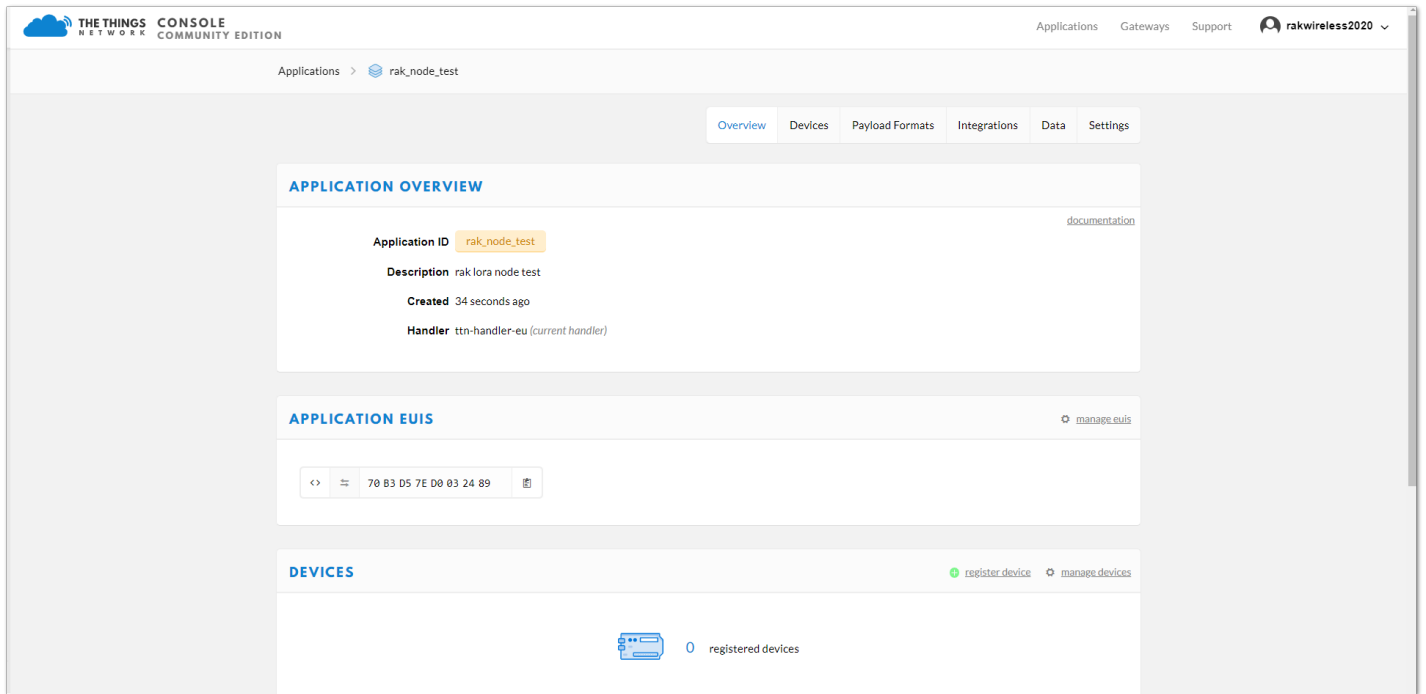 THE THINGS NETWORK CONSOLE COMMUNITY EDITION
Applications Gateways Support rakwireless2020
Applications > rak_node_test
Overview Devices Payload Formats Integrations Data Settings
APPLICATION OVERVIEW
documentation
Application ID rak_node_test
Description rak lora node test
Created 34 seconds ago
Handler ttn-handler-eu (current handler)
APPLICATION EUIS
manage euis
<> 70 B3 D5 7E D0 03 24 89
DEVICES
register device manage devices
0 registered devices